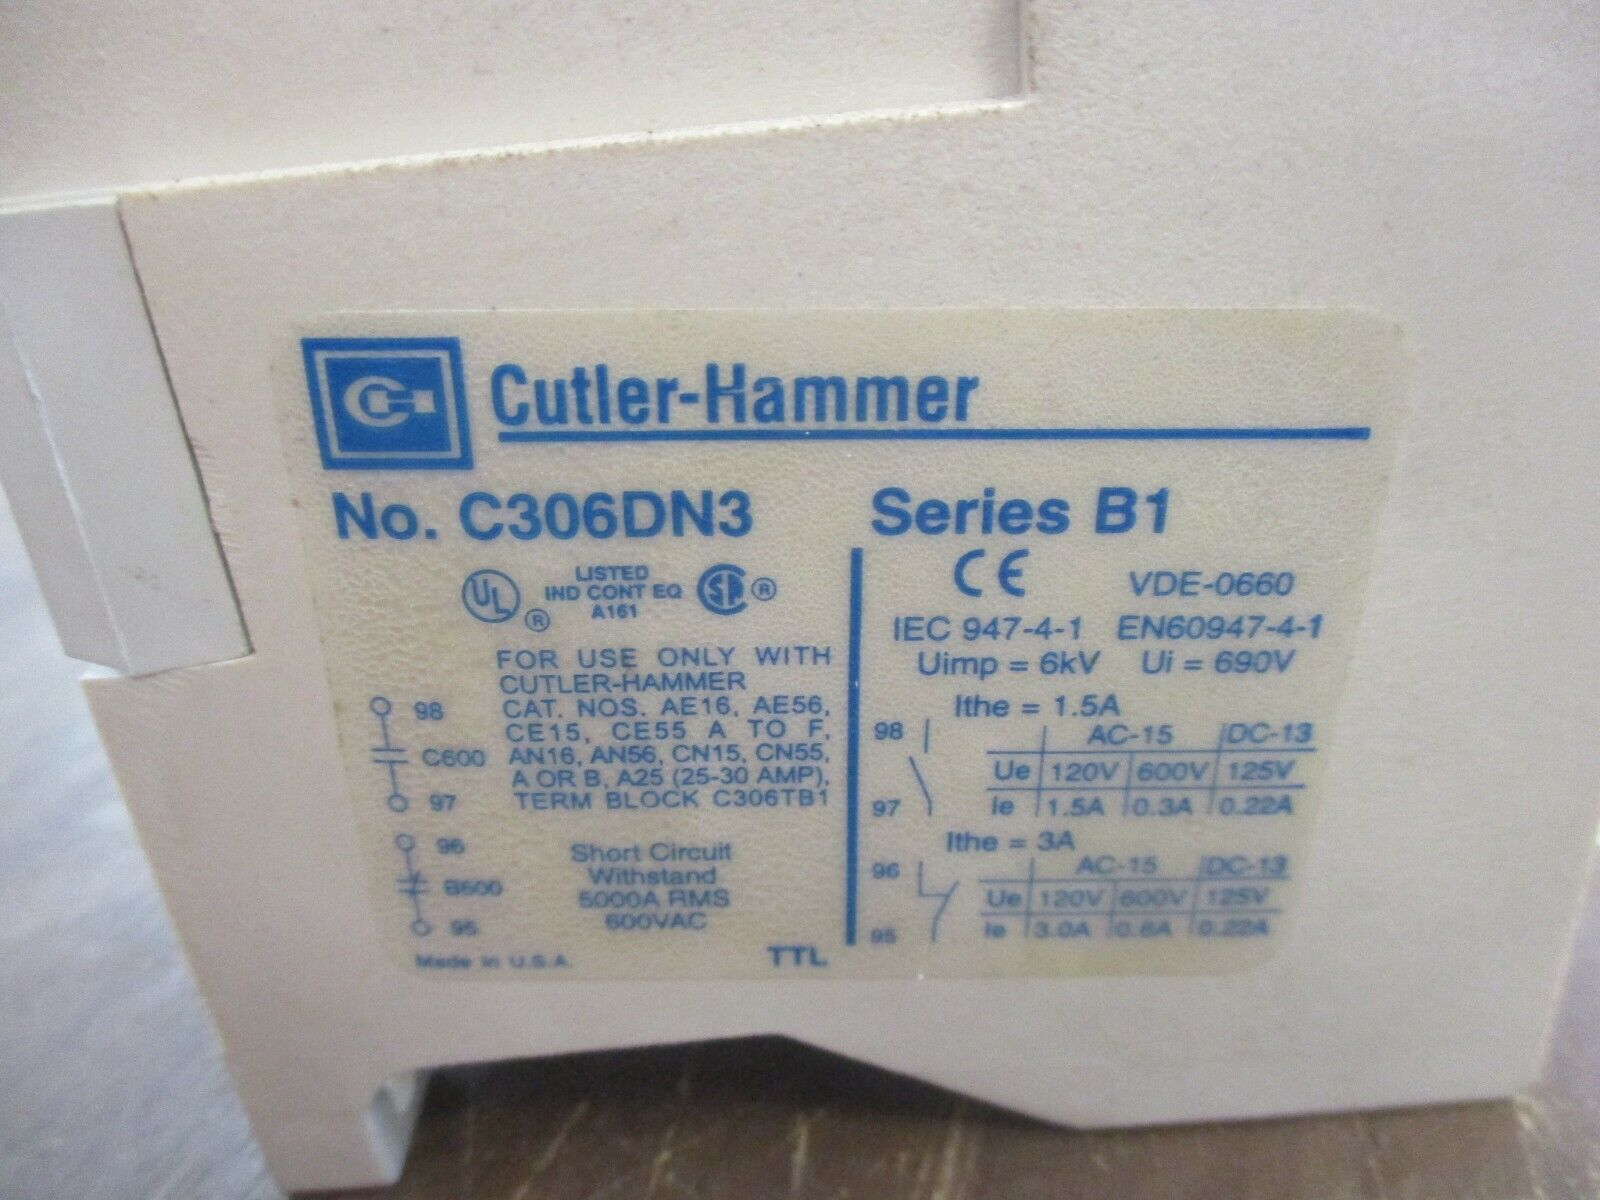 CH Cutler-Hammer
No. C306DN3 Series B1
UL ® LISTED
IND CONT EQ
A161
SP ®
FOR USE ONLY WITH
CUTLER-HAMMER
CAT. NOS. AE16, AE56,
CE15, CE55 A TO F,
AN16, AN56, CN15, CN55,
A OR B, A25 (25-30 AMP),
TERM BLOCK C306TB1
98
C600
97
96
B600
95
Short Circuit
Withstand
5000A RMS
600VAC
Made in U.S.A. TTL
CE VDE-0660
IEC 947-4-1 EN60947-4-1
Uimp = 6kV Ui = 690V
Ithe = 1.5A
98 AC-15 DC-13
Ue 120V 600V 125V
97 Ie 1.5A 0.3A 0.22A
Ithe = 3A
96 AC-15 DC-13
Ue 120V 600V 125V
95 Ie 3.0A 0.6A 0.22A